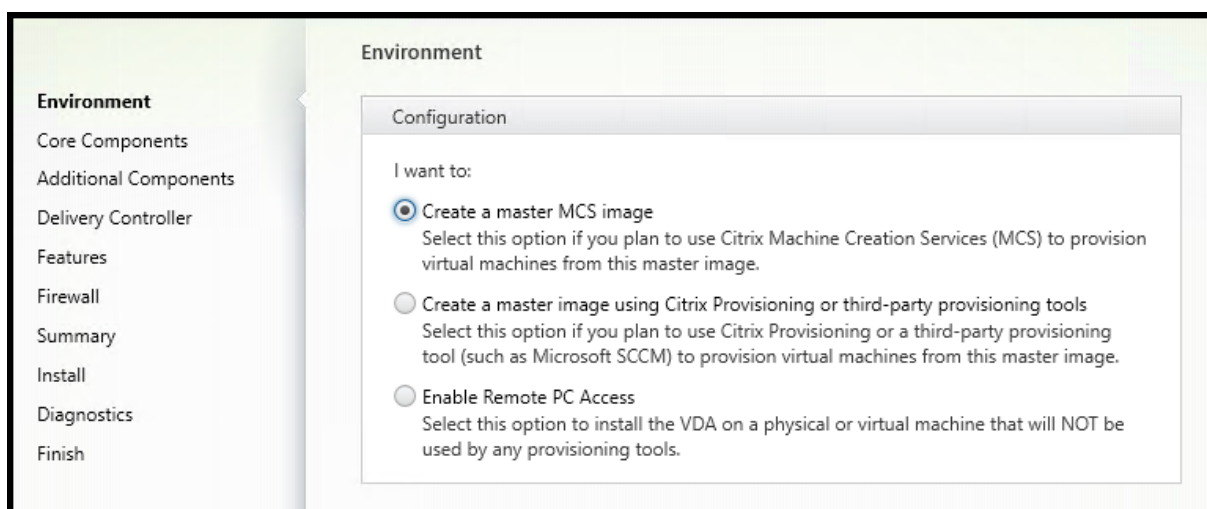 Environment
Environment
Core Components
Additional Components
Delivery Controller
Features
Firewall
Summary
Install
Diagnostics
Finish
Configuration
I want to:
Create a master MCS image
Select this option if you plan to use Citrix Machine Creation Services (MCS) to provision
virtual machines from this master image.
Create a master image using Citrix Provisioning or third-party provisioning tools
Select this option if you plan to use Citrix Provisioning or a third-party provisioning
tool (such as Microsoft SCCM) to provision virtual machines from this master image.
Enable Remote PC Access
Select this option to install the VDA on a physical or virtual machine that will NOT be
used by any provisioning tools.